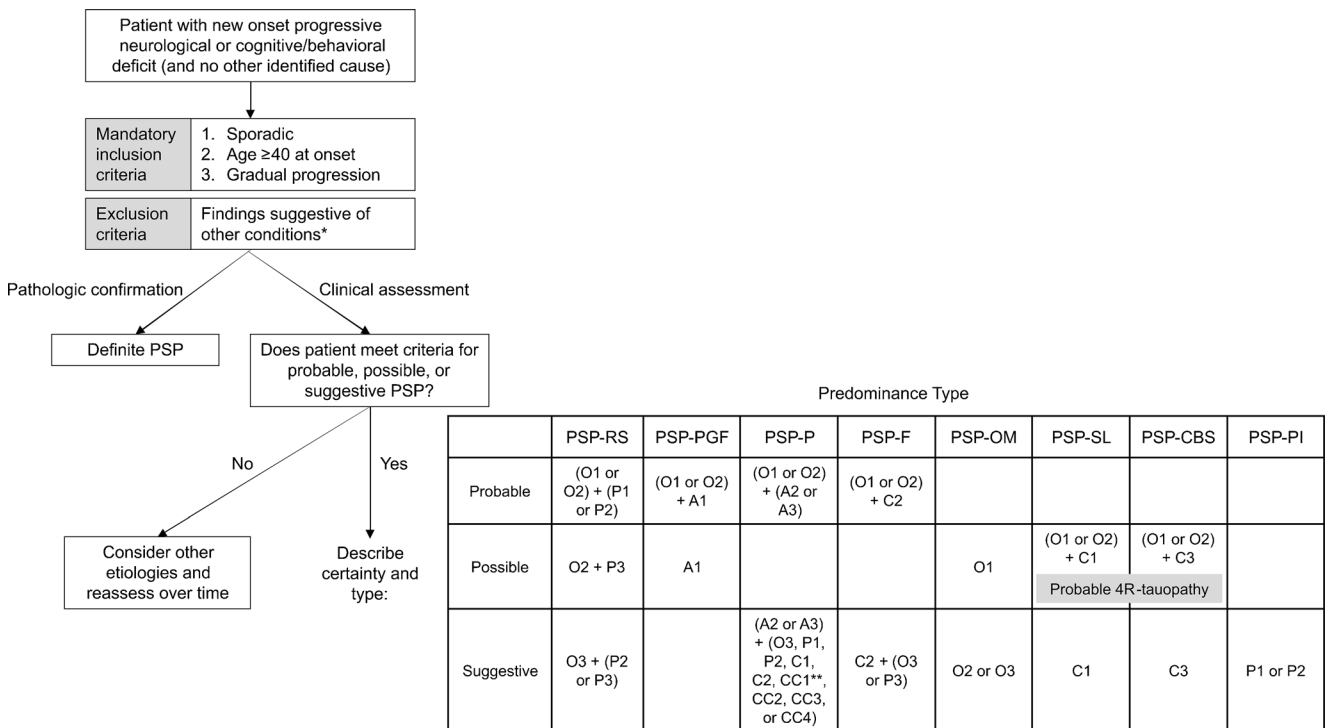 Patient with new onset progressive
neurological or cognitive/behavioral
deficit (and no other identified cause)
Mandatory
inclusion
criteria
1. Sporadic
2. Age ≥40 at onset
3. Gradual progression
Exclusion
criteria
Findings suggestive of
other conditions*
Pathologic confirmation
Clinical assessment
Definite PSP
Does patient meet criteria for
probable, possible, or
suggestive PSP?
No
Yes
Consider other
etiologies and
reassess over time
Describe
certainty and
type:
Predominance Type
PSP-RS PSP-PGF PSP-P PSP-F PSP-OM PSP-SL PSP-CBS PSP-PI
Probable
(O1 or
O2) + (P1
or P2)
(O1 or O2)
+ A1
(O1 or O2)
+ (A2 or
A3)
(O1 or O2)
+ C2
Possible
O2 + P3
A1
O1
(O1 or O2)
+ C1
(O1 or O2)
+ C3
Probable 4R-tauopathy
Suggestive
O3 + (P2
or P3)
(A2 or A3)
+ (O3, P1,
P2, C1,
C2, CC1**,
CC2, CC3,
or CC4)
C2 + (O3
or P3)
O2 or O3
C1
C3
P1 or P2